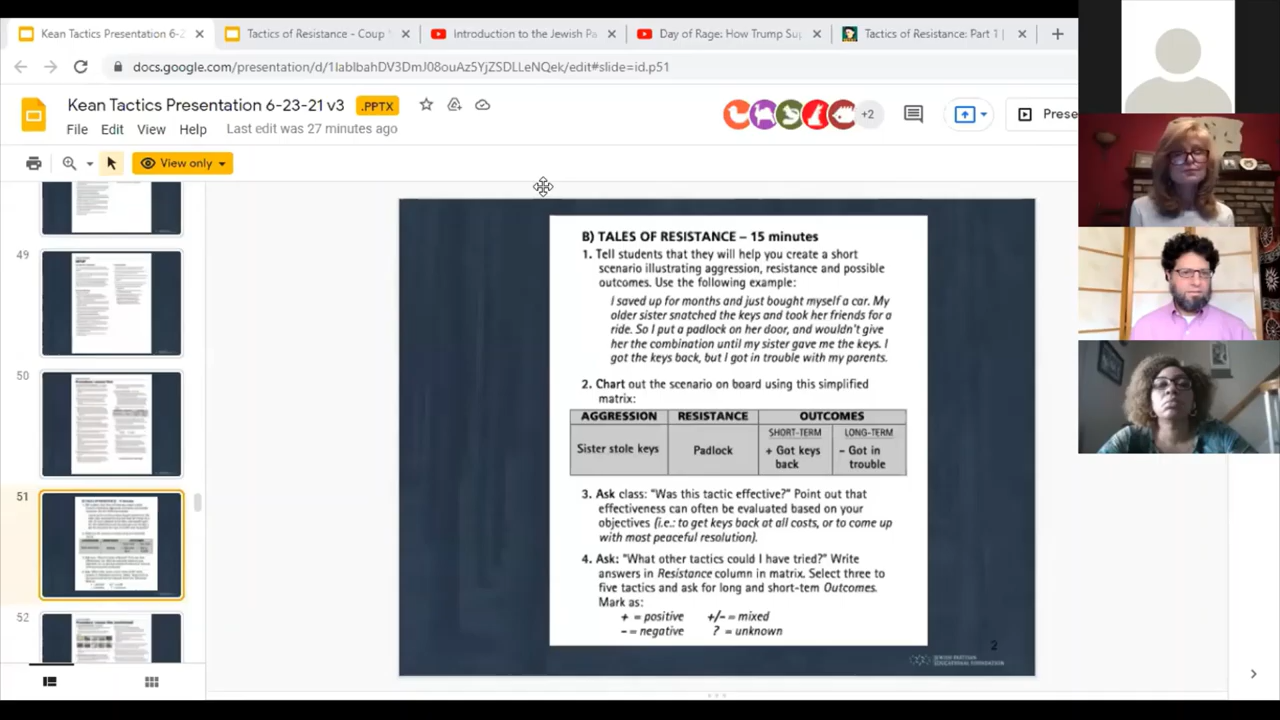 Kean Tactics Presentation 6-2
Tactics of Resistance - Coup
Introduction to the Jewish Pa
Day of Rage: How Trump Su
Tactics of Resistance: Part 1
docs.google.com/presentation/d/1IablbahDV3DmJ08ouAz5YjZSDLLeNQek/edit#slide=id.p51
Kean Tactics Presentation 6-23-21 v3 .PPTX
+2
Prese
File Edit View Help Last edit was 27 minutes ago
View only
49
50
51
52
B) TALES OF RESISTANCE – 15 minutes
1. Tell students that they will help you create a short
scenario illustrating aggression, resistance and possible
outcomes. Use the following example:
I saved up for months and just bought myself a car. My
older sister snatched the keys and took her friends for a
ride. So I put a padlock on her door, and wouldn't give
her the combination until my sister gave me the keys. I
got the keys back, but I got in trouble with my parents.
2. Chart out the scenario on board using this simplified
matrix:
AGGRESSION RESISTANCE OUTCOMES
SHORT-TERM LONG-TERM
Sister stole keys Padlock + Got keys – Got in
back trouble
3. Ask class: "Was this tactic effective?" Point out that
effectiveness can often be evaluated based on your
objectives (i.e.: to get keys back at all costs, or to come up
with most peaceful resolution).
4. Ask: "What other tactics could I have tried?" Write
answers in Resistance column in matrix. Select three to
five tactics and ask for long and short-tem Outcomes.
Mark as:
+ = positive +/– = mixed
– = negative ? = unknown
2
JEWISH PARTISAN
EDUCATIONAL FOUNDATION